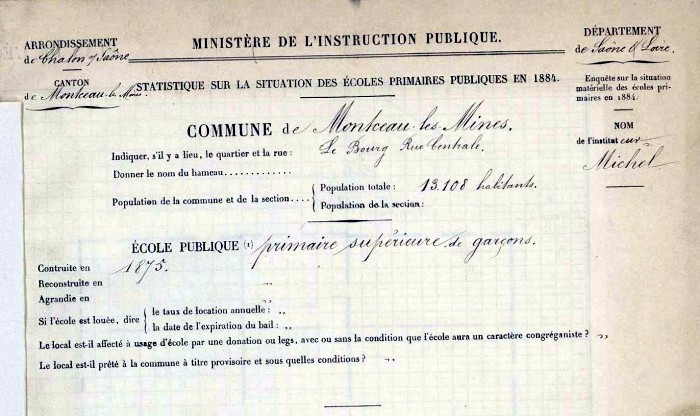 ARRONDISSEMENT
de Chalon s/ Saône
CANTON
de Montceau-les-Mines.
MINISTÈRE DE L'INSTRUCTION PUBLIQUE.
STATISTIQUE SUR LA SITUATION DES ÉCOLES PRIMAIRES PUBLIQUES EN 1884.
DÉPARTEMENT
de Saône & Loire.
Enquête sur la situation
matérielle des écoles pri-
maires en 1884.
NOM
de l'instituteur
Michel
COMMUNE de Montceau-les-Mines.
Indiquer, s'il y a lieu, le quartier et la rue : Le Bourg Rue Centrale.
Donner le nom du hameau.............
Population de la commune et de la section.... Population totale : 13.108 habitants.
Population de la section :
ÉCOLE PUBLIQUE (1) primaire supérieure de garçons.
Contruite en 1875.
Reconstruite en "
Agrandie en "
Si l'école est louée, dire le taux de location annuelle : "
la date de l'expiration du bail : "
Le local est-il affecté à usage d'école par une donation ou legs, avec ou sans la condition que l'école aura un caractère congréganiste ? "
Le local est-il prêté à la commune à titre provisoire et sous quelles conditions ? "